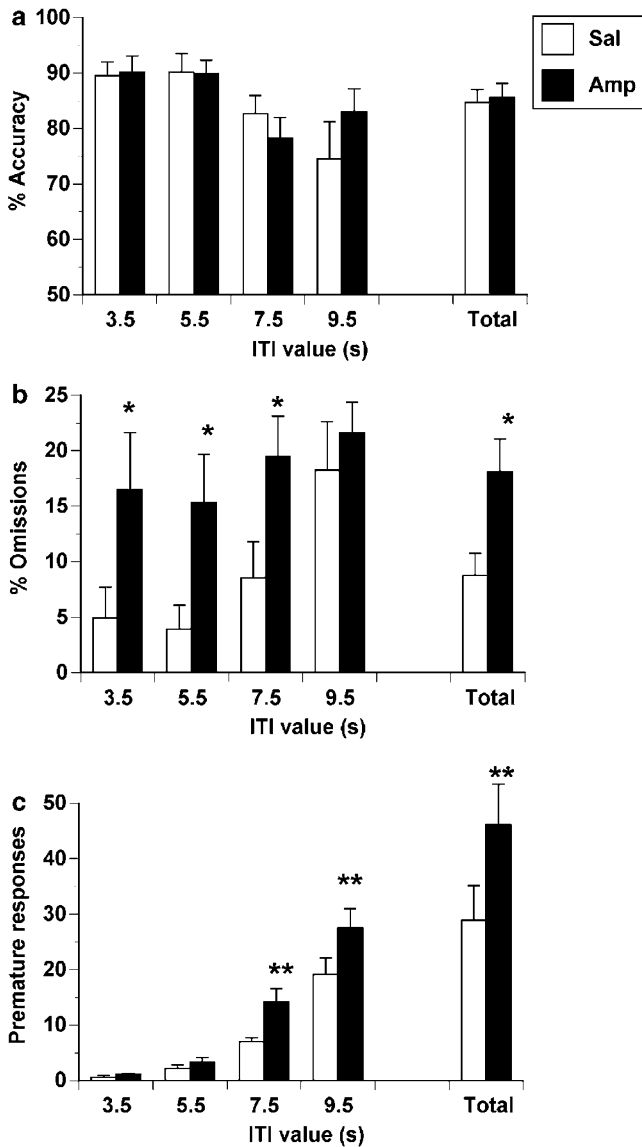 a
Sal
Amp
% Accuracy
100
90
80
70
60
50
3.5 5.5 7.5 9.5 Total
ITI value (s)
b
% Omissions
25
20
15
10
5
0
* * * *
3.5 5.5 7.5 9.5 Total
ITI value (s)
c
Premature responses
50
40
30
20
10
0
** ** **
3.5 5.5 7.5 9.5 Total
ITI value (s)